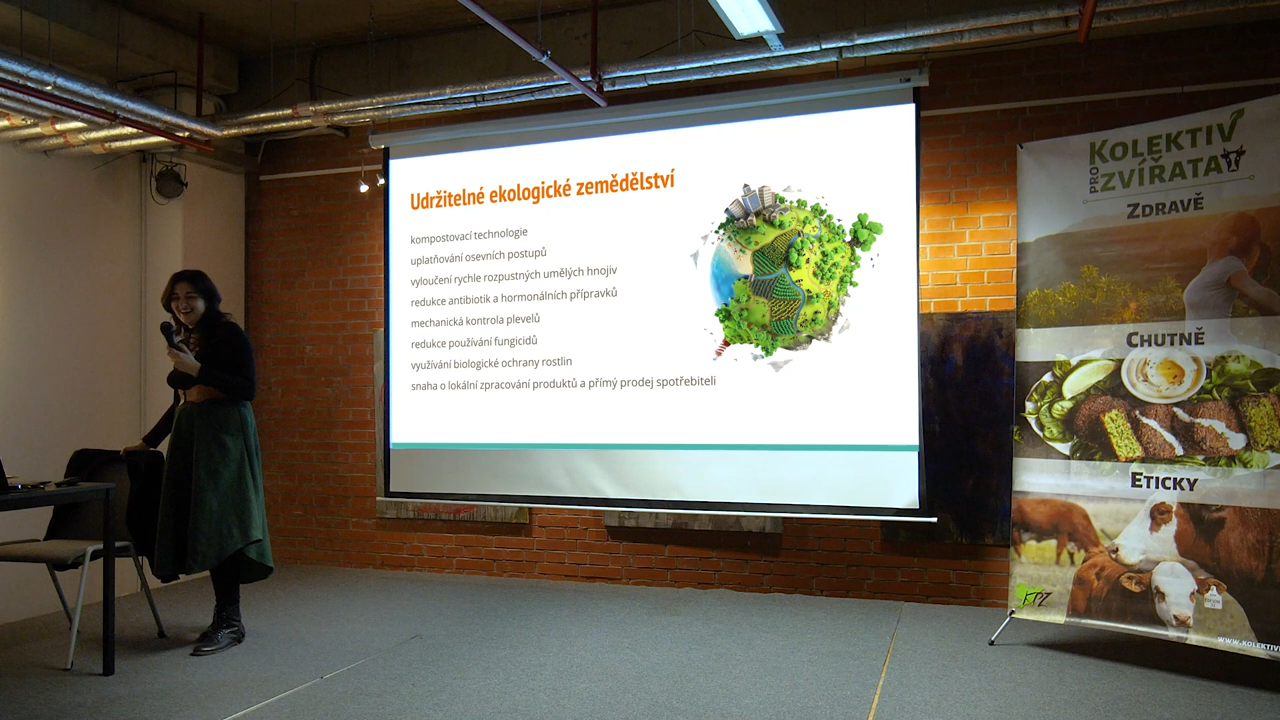 Udržitelné ekologické zemědělství
kompostovací technologie
uplatňování osevních postupů
vyloučení rychle rozpustných umělých hnojiv
redukce antibiotik a hormonálních přípravků
mechanická kontrola plevelů
redukce používání fungicidů
využívání biologické ochrany rostlin
snaha o lokální zpracování produktů a přímý prodej spotřebiteli
KOLEKTIV
PRO ZVÍŘATA
ZDRAVĚ
CHUTNĚ
ETICKY
KPZ